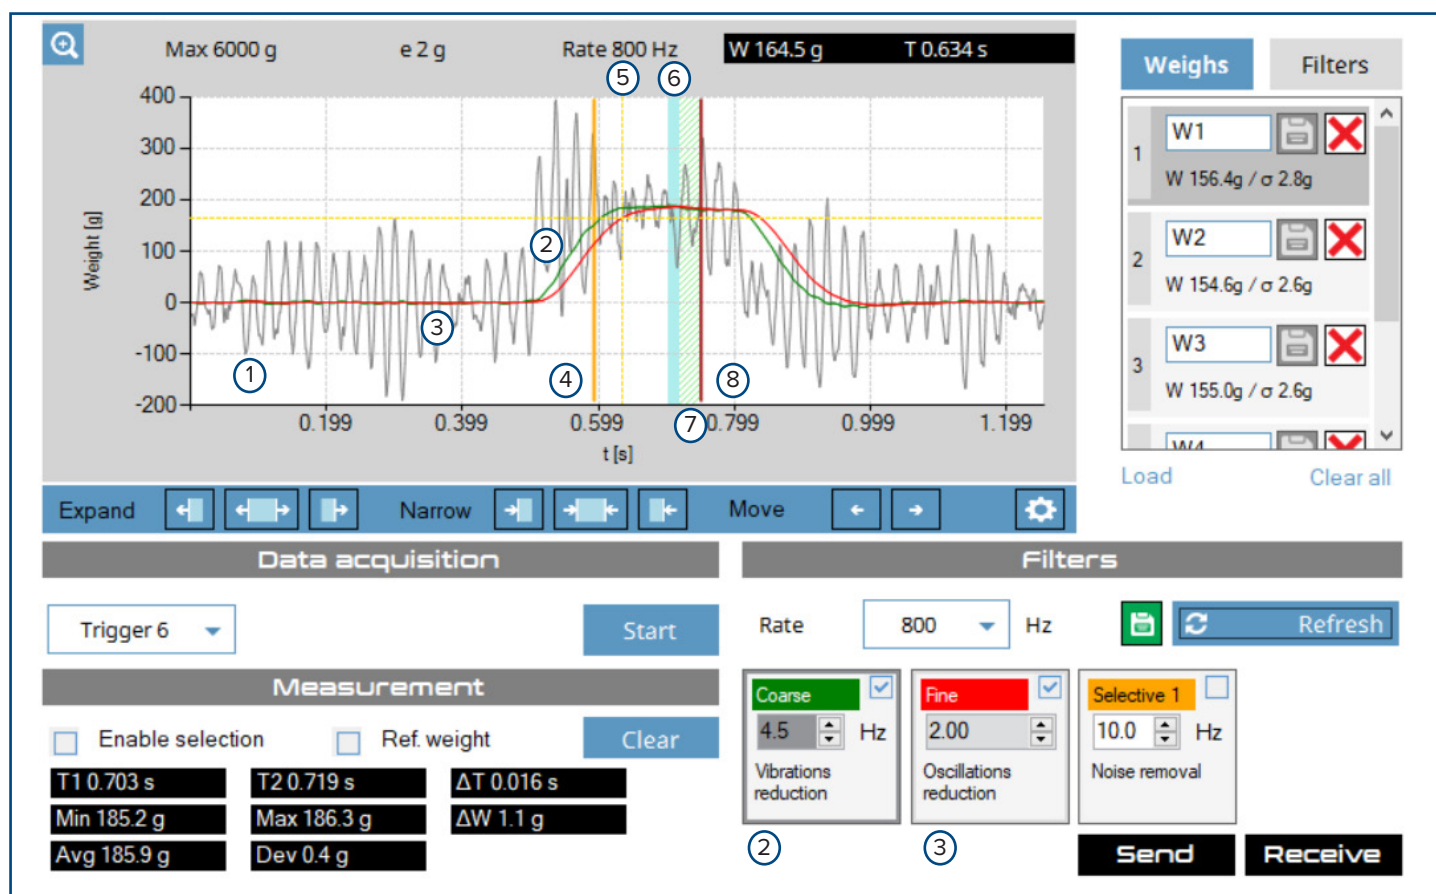 Max 6000 g e 2 g Rate 800 Hz W 164.5 g T 0.634 s
Weighs Filters
5 6
400
300
200
100
0
-100
-200
Weight [g]
2
3
1
4
8
7
0.199 0.399 0.599 0.799 0.999 1.199
t [s]
1 W1
W 156.4g / σ 2.8g
2 W2
W 154.6g / σ 2.6g
3 W3
W 155.0g / σ 2.6g
W4
Load Clear all
Expand Narrow Move
Data acquisition
Trigger 6 Start
Measurement
Enable selection Ref. weight Clear
T1 0.703 s T2 0.719 s ΔT 0.016 s
Min 185.2 g Max 186.3 g ΔW 1.1 g
Avg 185.9 g Dev 0.4 g
Filters
Rate 800 Hz Refresh
Coarse Fine Selective 1
4.5 Hz 2.00 10.0 Hz
Vibrations reduction
Oscillations reduction
Noise removal
2 3
Send Receive